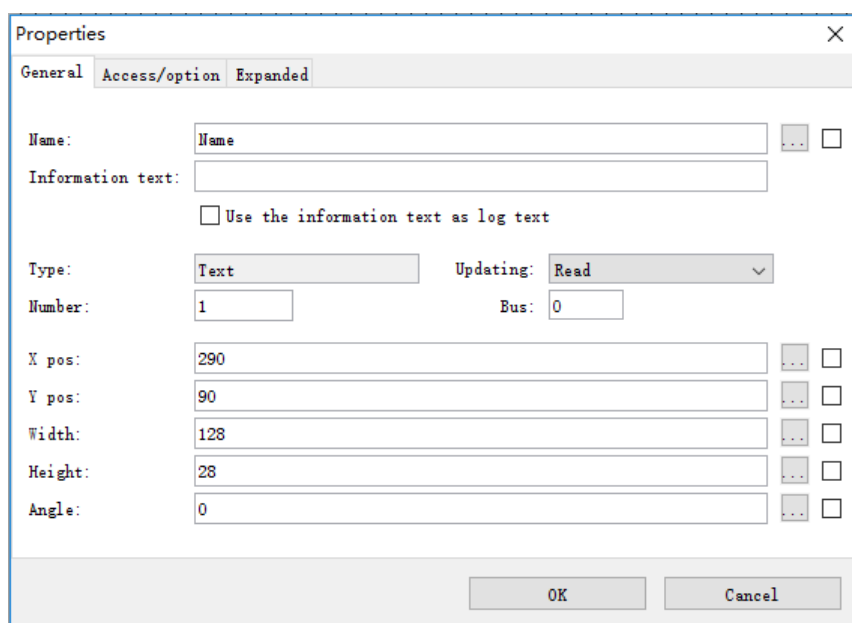 Properties
General Access/option Expanded
Name: Name ...
Information text:
Use the information text as log text
Type: Text Updating: Read
Number: 1 Bus: 0
X pos: 290 ...
Y pos: 90 ...
Width: 128 ...
Height: 28 ...
Angle: 0 ...
OK Cancel